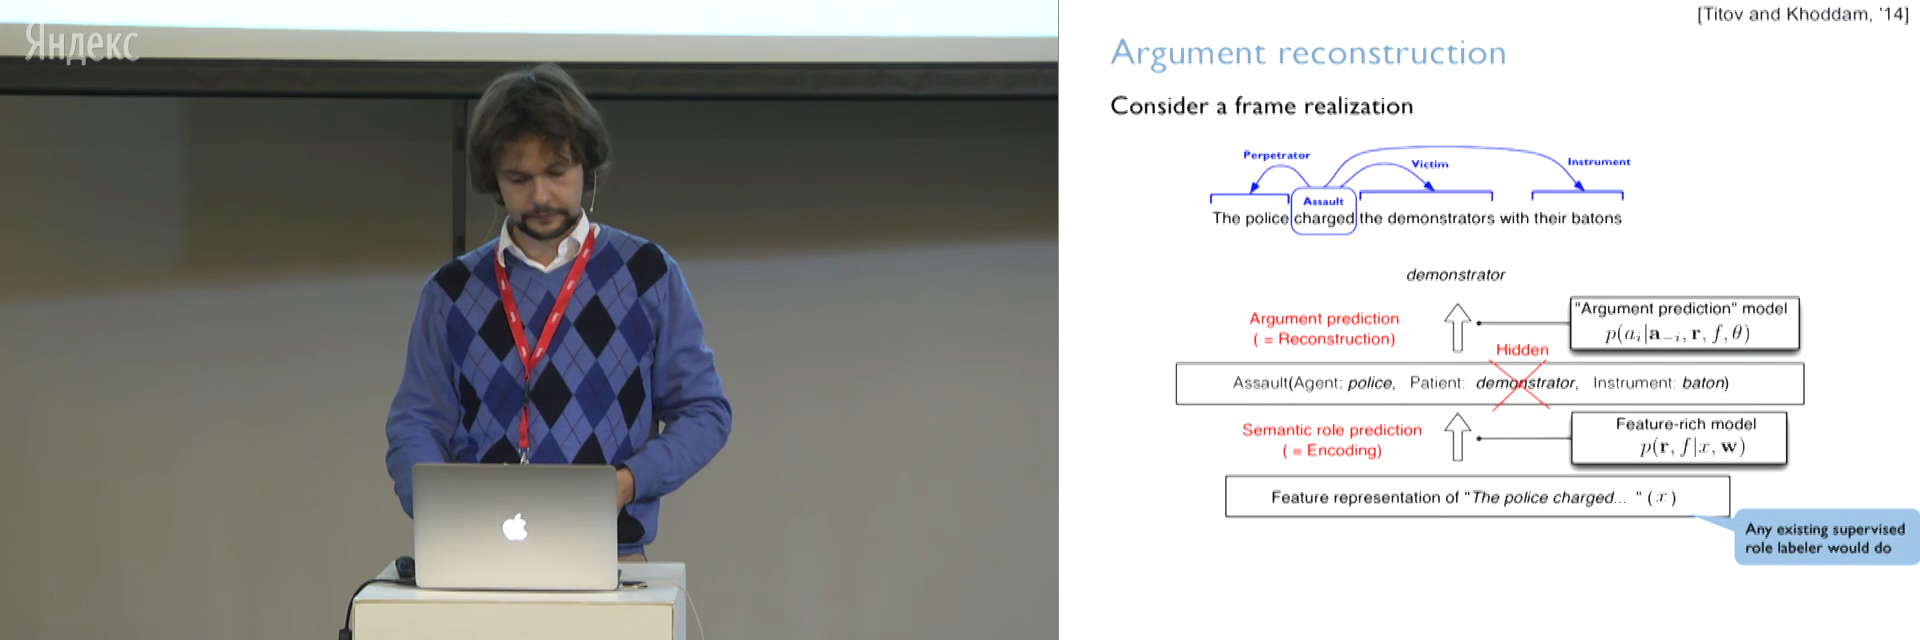 Яндекс
[Titov and Khoddam, '14]
Argument reconstruction
Consider a frame realization
Perpetrator
Victim
Instrument
Assault
The police charged the demonstrators with their batons
demonstrator
Argument prediction
( = Reconstruction)
"Argument prediction" model
p(a_i|a_{-i}, r, f, θ)
Hidden
Assault(Agent: police, Patient: demonstrator, Instrument: baton)
Semantic role prediction
( = Encoding)
Feature-rich model
p(r, f|x, w)
Feature representation of "The police charged... " ( x )
Any existing supervised
role labeler would do